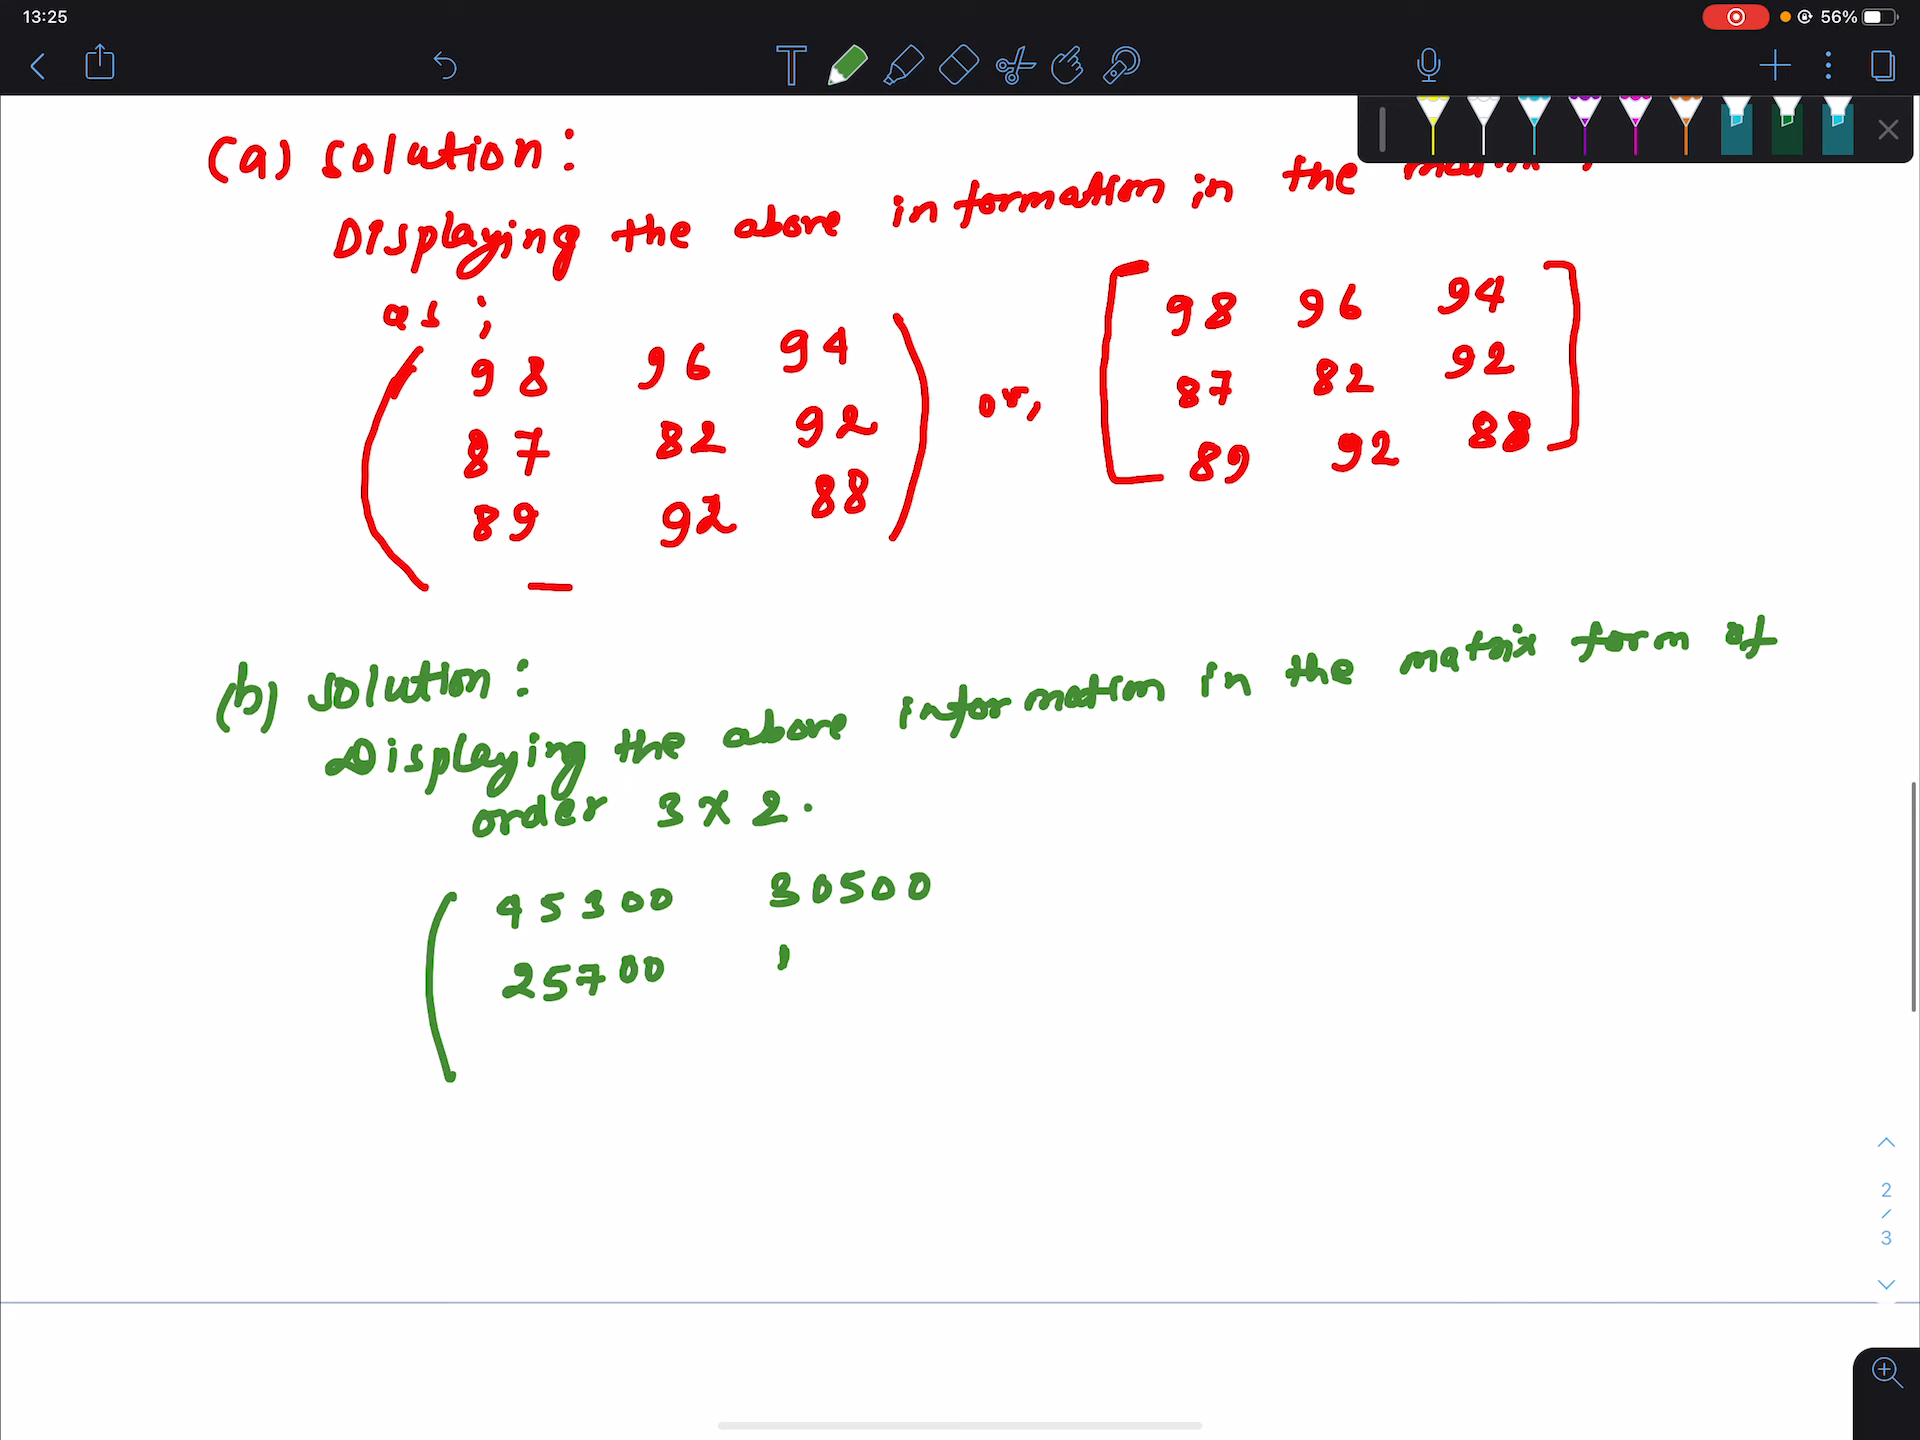 13:25
56%
(a) solution:
Displaying the above information in the
as ;
98 96 94
87 82 92
89 92 88
or,
98 96 94
87 82 92
89 92 88
(b) solution:
Displaying the above information in the matrix form of
order 3 x 2.
45300 30500
25700
2
/
3